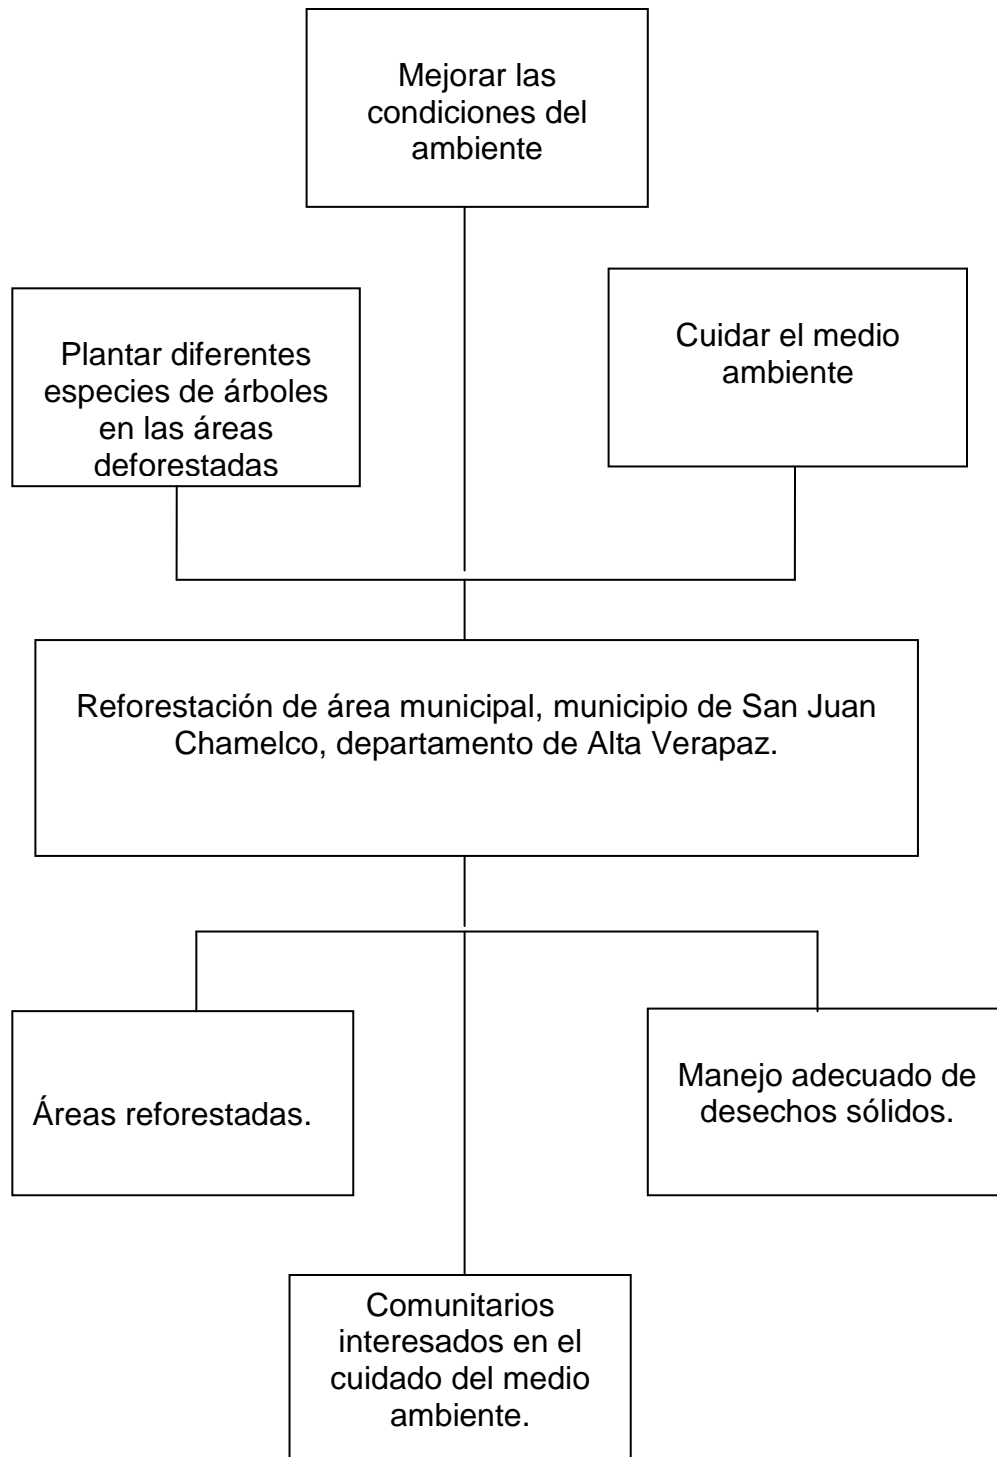 Mejorar las
condiciones del
ambiente
Plantar diferentes
especies de árboles
en las áreas
deforestadas
Cuidar el medio
ambiente
Reforestación de área municipal, municipio de San Juan
Chamelco, departamento de Alta Verapaz.
Áreas reforestadas.
Manejo adecuado de
desechos sólidos.
Comunitarios
interesados en el
cuidado del medio
ambiente.